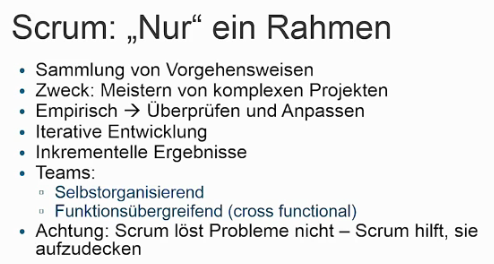 Scrum: „Nur“ ein Rahmen
• Sammlung von Vorgehensweisen
• Zweck: Meistern von komplexen Projekten
• Empirisch → Überprüfen und Anpassen
• Iterative Entwicklung
• Inkrementelle Ergebnisse
• Teams:
▫ Selbstorganisierend
▫ Funktionsübergreifend (cross functional)
• Achtung: Scrum löst Probleme nicht – Scrum hilft, sie
aufzudecken